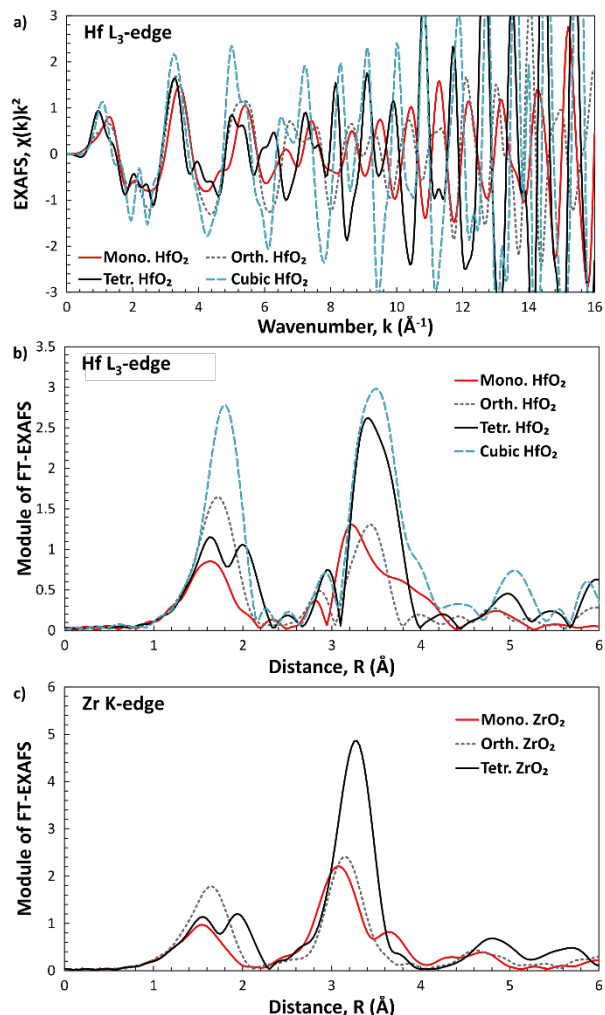 a)
Hf L₃-edge
EXAFS, χ(k)k²
3
2
1
0
-1
-2
-3
Mono. HfO₂
Orth. HfO₂
Tetr. HfO₂
Cubic HfO₂
0 2 4 6 8 10 12 14 16
Wavenumber, k (Å⁻¹)
b)
Hf L₃-edge
Module of FT-EXAFS
3.5
3
2.5
2
1.5
1
0.5
0
Mono. HfO₂
Orth. HfO₂
Tetr. HfO₂
Cubic HfO₂
0 1 2 3 4 5 6
Distance, R (Å)
c)
Zr K-edge
Module of FT-EXAFS
6
5
4
3
2
1
0
Mono. ZrO₂
Orth. ZrO₂
Tetr. ZrO₂
0 1 2 3 4 5 6
Distance, R (Å)